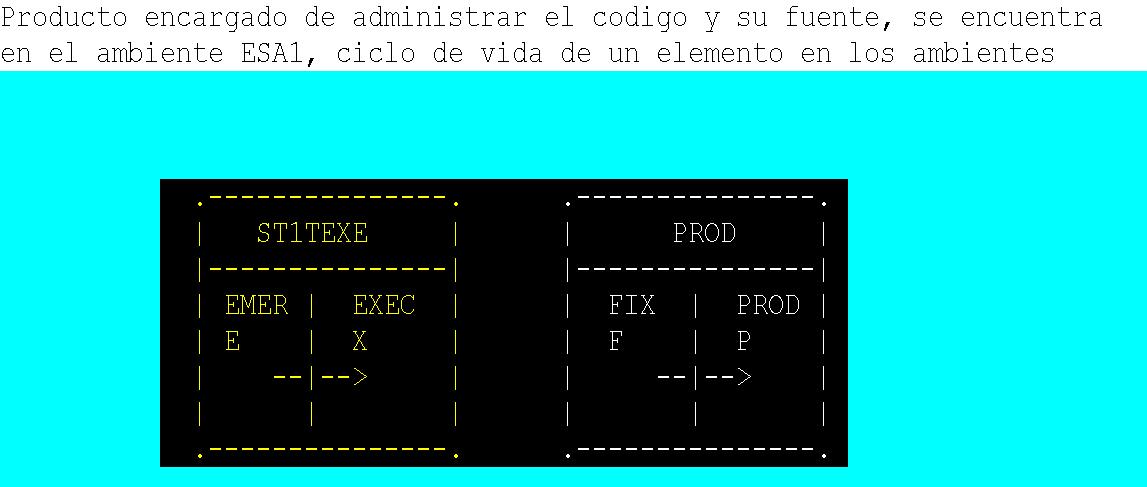 Producto encargado de administrar el codigo y su fuente, se encuentra
en el ambiente ESA1, ciclo de vida de un elemento en los ambientes
.---------------.       .---------------.
|   ST1TEXE     |       |      PROD     |
|---------------|       |---------------|
| EMER |  EXEC  |       |  FIX  |  PROD |
| E    |  X     |       |  F    |  P    |
|    --|-->     |       |     --|-->    |
|      |        |       |       |       |
.---------------.       .---------------.